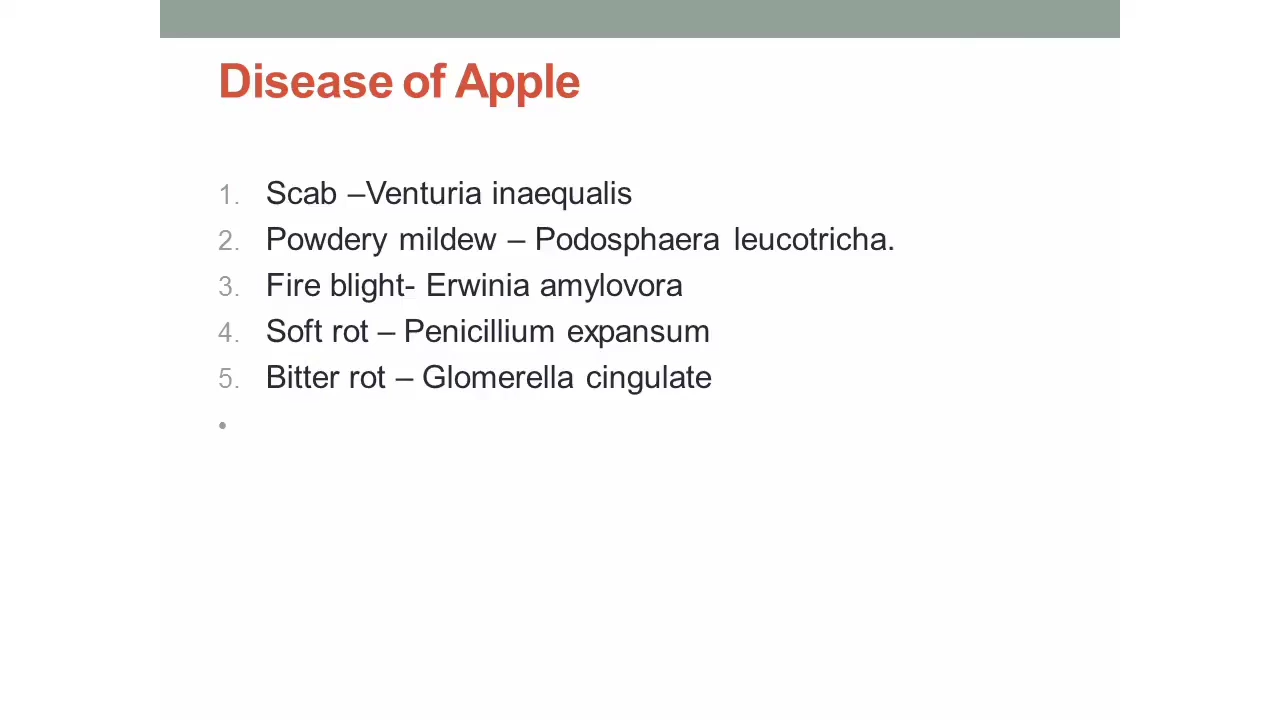 Disease of Apple
1. Scab –Venturia inaequalis
2. Powdery mildew – Podosphaera leucotricha.
3. Fire blight- Erwinia amylovora
4. Soft rot – Penicillium expansum
5. Bitter rot – Glomerella cingulate
•